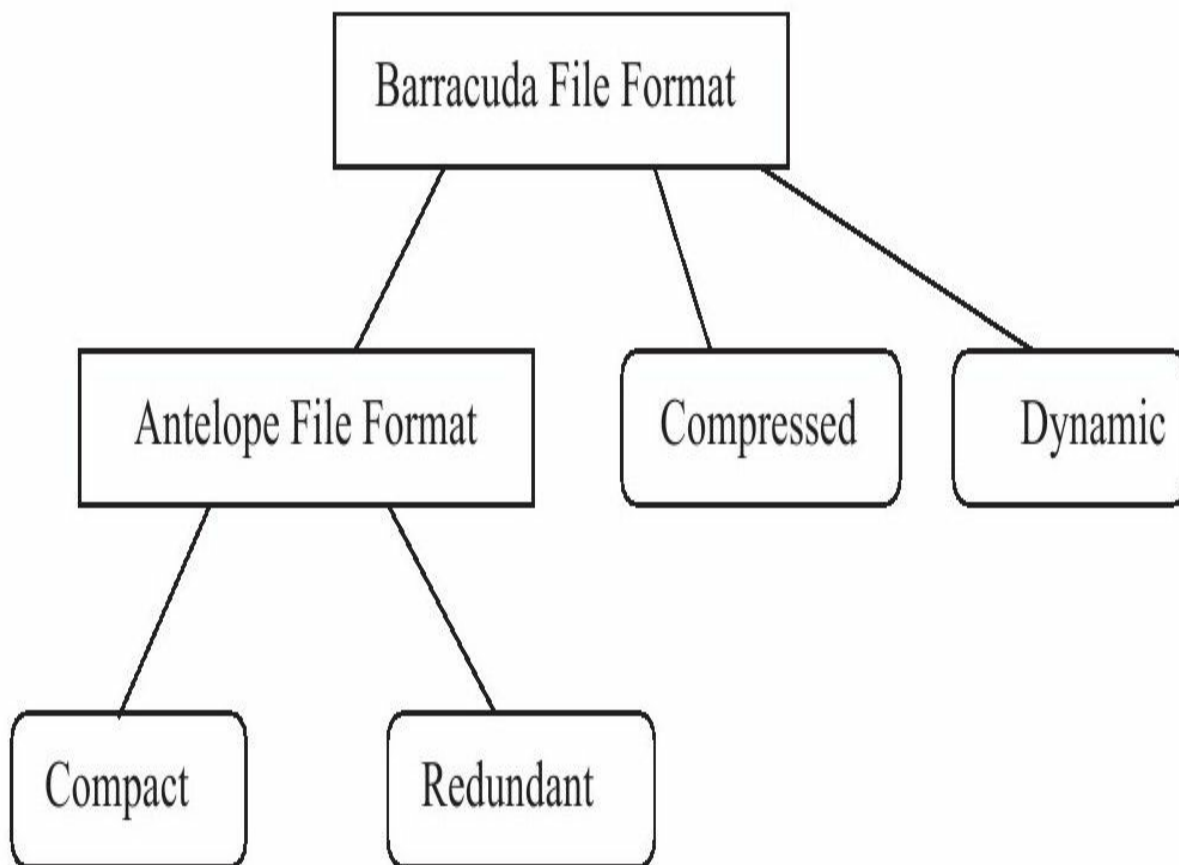 Barracuda File Format
Antelope File Format
Compressed
Dynamic
Compact
Redundant